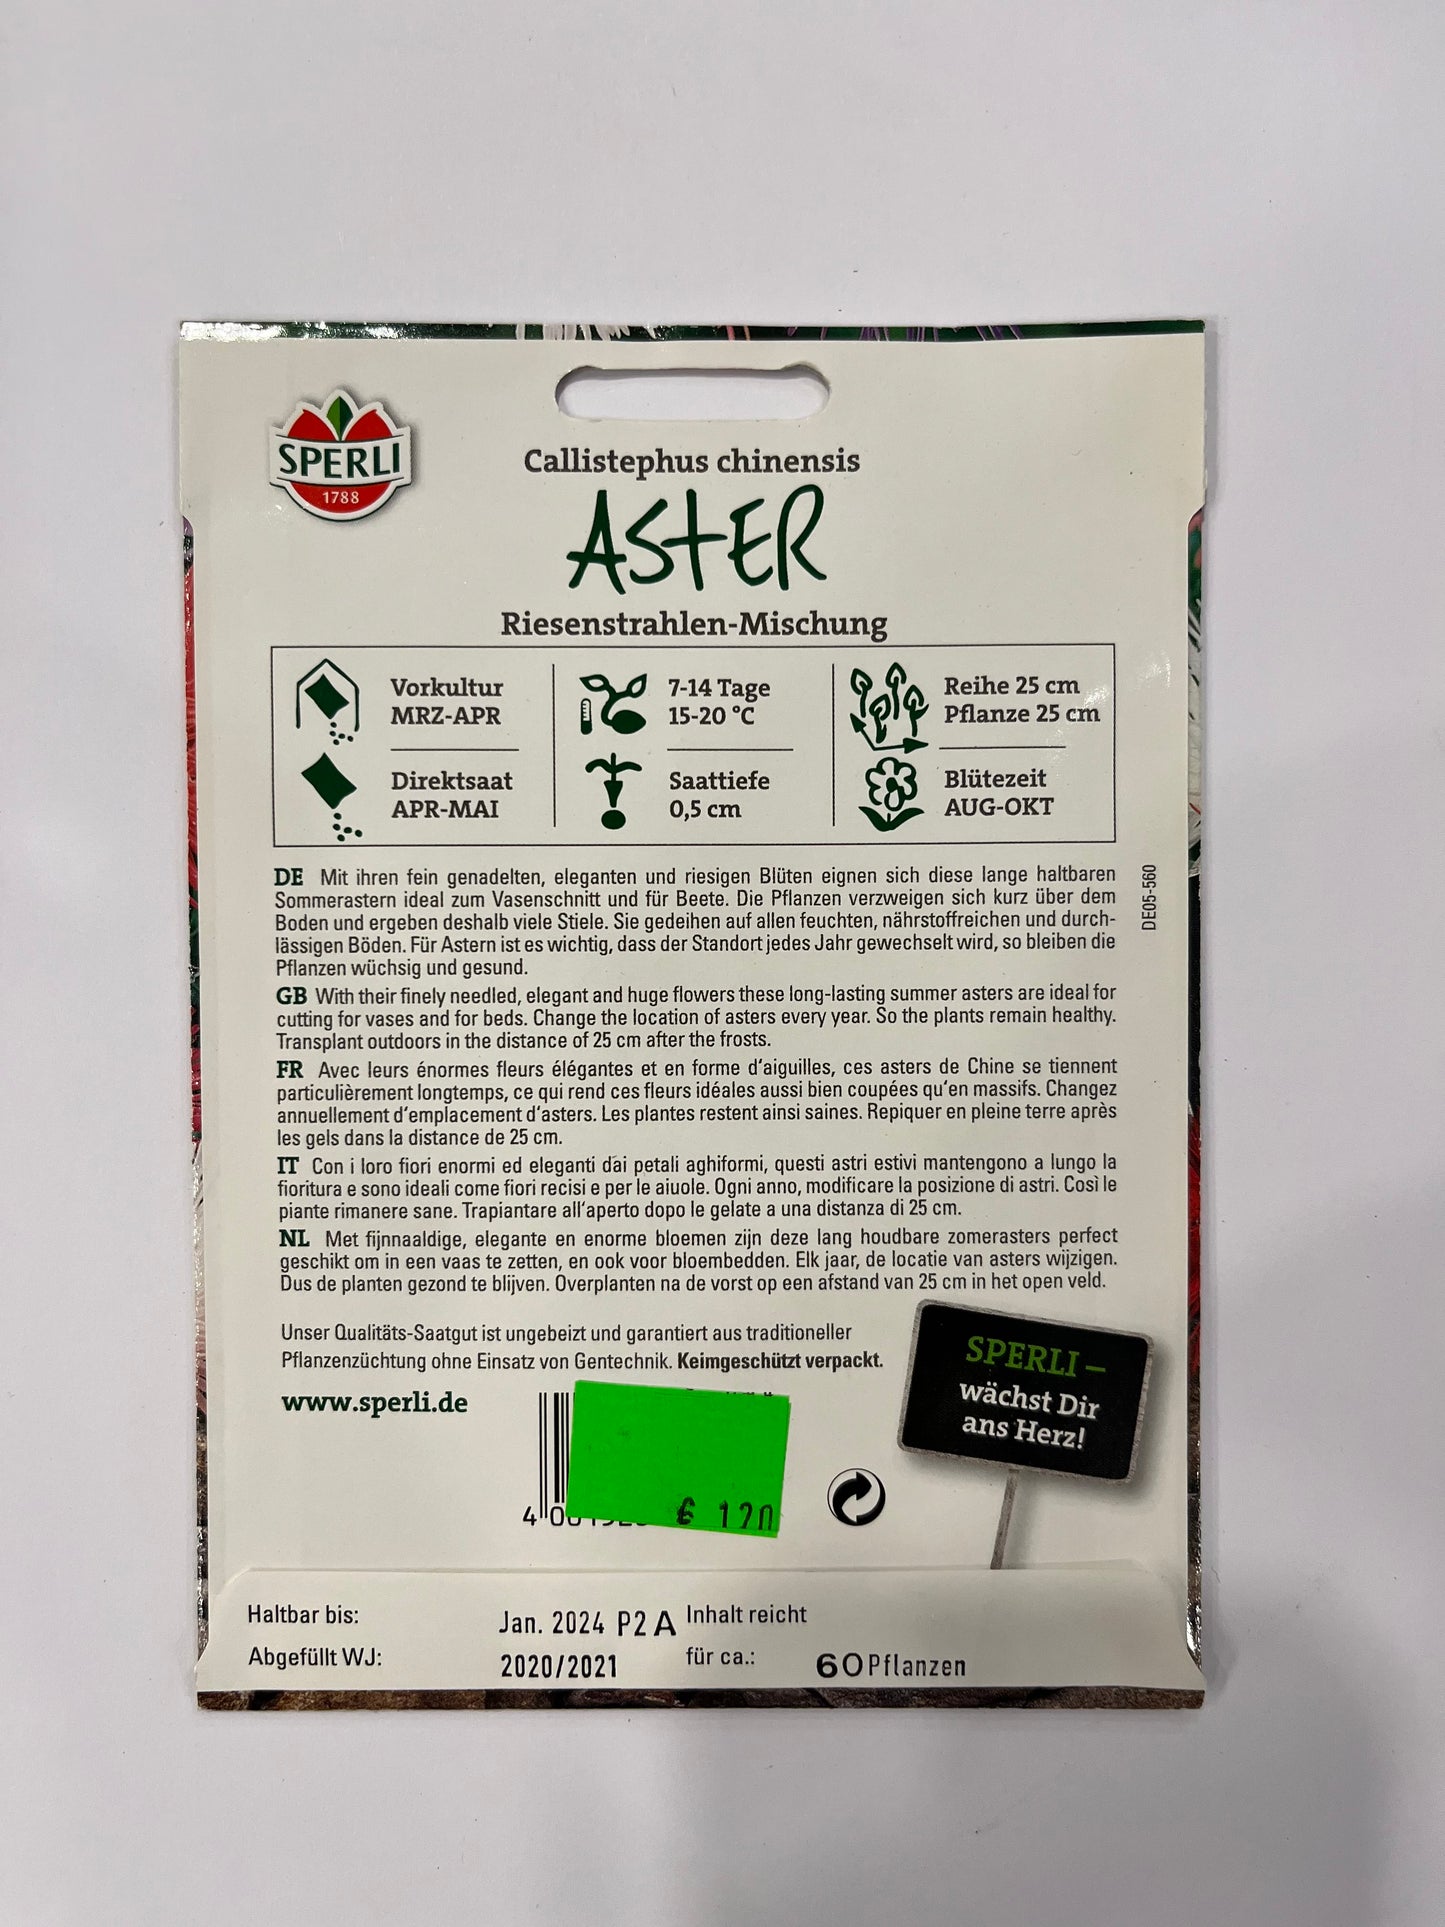 SPERLI
1788
Callistephus chinensis
ASTER
Riesenstrahlen-Mischung
Vorkultur
MRZ-APR
7-14 Tage
15-20 °C
Reihe 25 cm
Pflanze 25 cm
Direktsaat
APR-MAI
Saattiefe
0,5 cm
Blütezeit
AUG-OKT
DE Mit ihren fein genadelten, eleganten und riesigen Blüten eignen sich diese lange haltbaren
Sommerastern ideal zum Vasenschnitt und für Beete. Die Pflanzen verzweigen sich kurz über dem
Boden und ergeben deshalb viele Stiele. Sie gedeihen auf allen feuchten, nährstoffreichen und durch-
lässigen Böden. Für Astern ist es wichtig, dass der Standort jedes Jahr gewechselt wird, so bleiben die
Pflanzen wüchsig und gesund.
DE05-560
GB With their finely needled, elegant and huge flowers these long-lasting summer asters are ideal for
cutting for vases and for beds. Change the location of asters every year. So the plants remain healthy.
Transplant outdoors in the distance of 25 cm after the frosts.
FR Avec leurs énormes fleurs élégantes et en forme d'aiguilles, ces asters de Chine se tiennent
particulièrement longtemps, ce qui rend ces fleurs idéales aussi bien coupées qu'en massifs. Changez
annuellement d'emplacement d'asters. Les plantes restent ainsi saines. Repiquer en pleine terre après
les gels dans la distance de 25 cm.
IT Con i loro fiori enormi ed eleganti dai petali aghiformi, questi astri estivi mantengono a lungo la
fioritura e sono ideali come fiori recisi e per le aiuole. Ogni anno, modificare la posizione di astri. Così le
piante rimanere sane. Trapiantare all'aperto dopo le gelate a una distanza di 25 cm.
NL Met fijnnaaldige, elegante en enorme bloemen zijn deze lang houdbare zomerasters perfect
geschikt om in een vaas te zetten, en ook voor bloembedden. Elk jaar, de locatie van asters wijzigen.
Dus de planten gezond te blijven. Overplanten na de vorst op een afstand van 25 cm in het open veld.
Unser Qualitäts-Saatgut ist ungebeizt und garantiert aus traditioneller
Pflanzenzüchtung ohne Einsatz von Gentechnik. Keimgeschützt verpackt.
www.sperli.de
SPERLI –
wächst Dir
ans Herz!
€ 120
Haltbar bis: Jan. 2024 P2 A Inhalt reicht
Abgefüllt WJ: 2020/2021 für ca.: 60 Pflanzen